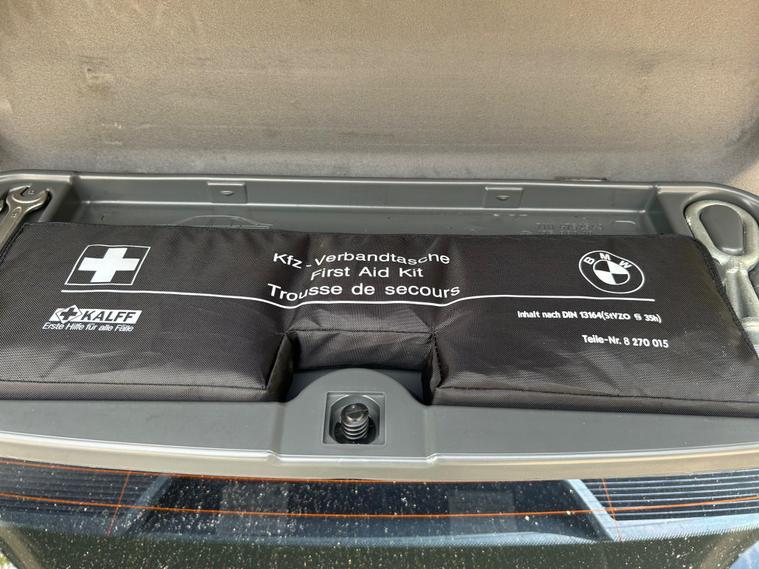 Kfz - Verbandtasche
First Aid Kit
Trousse de secours
BMW
KALFF
Erste Hilfe für alle Fälle
Inhalt nach DIN 13164(StVZO § 35h)
Teile-Nr. 8 270 015